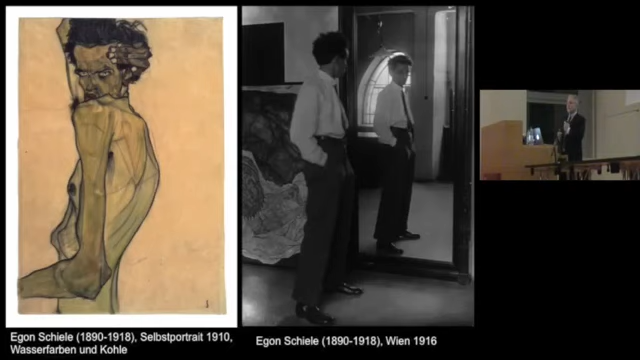 Egon Schiele (1890-1918), Selbstportrait 1910,
Wasserfarben und Kohle
Egon Schiele (1890-1918), Wien 1916